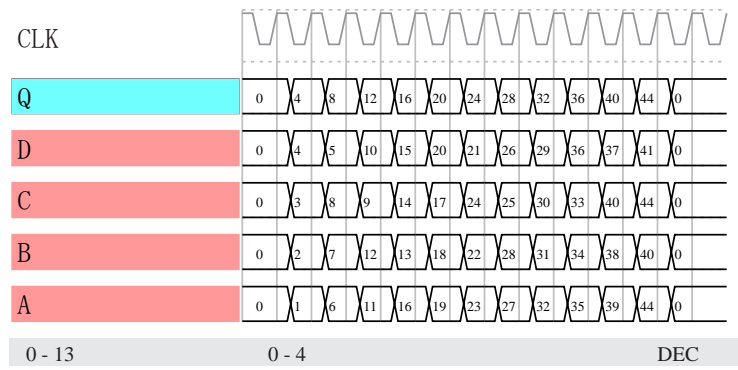 CLK
Q 0 4 8 12 16 20 24 28 32 36 40 44 0
D 0 4 5 10 15 20 21 26 29 36 37 41 0
C 0 3 8 9 14 17 24 25 30 33 40 44 0
B 0 2 7 12 13 18 22 28 31 34 38 40 0
A 0 1 6 11 16 19 23 27 32 35 39 44 0
0 - 13 0 - 4 DEC